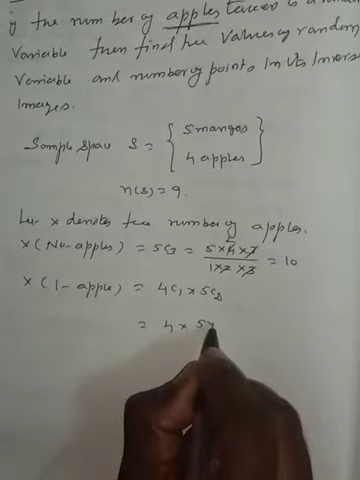 if the number of apples taken is a random
Variable then find the values of random
Variable and number of points in its Inverse
Images.
Sample Space S = { 5 mangos
4 apples }
n(s) = 9.
Let x denotes the number of apples.
x (No-apples) = 5c3 = 5×4×3 / 1×2×3 = 10
x (1-apple) = 4c1 × 5c2
= 4 × 5×